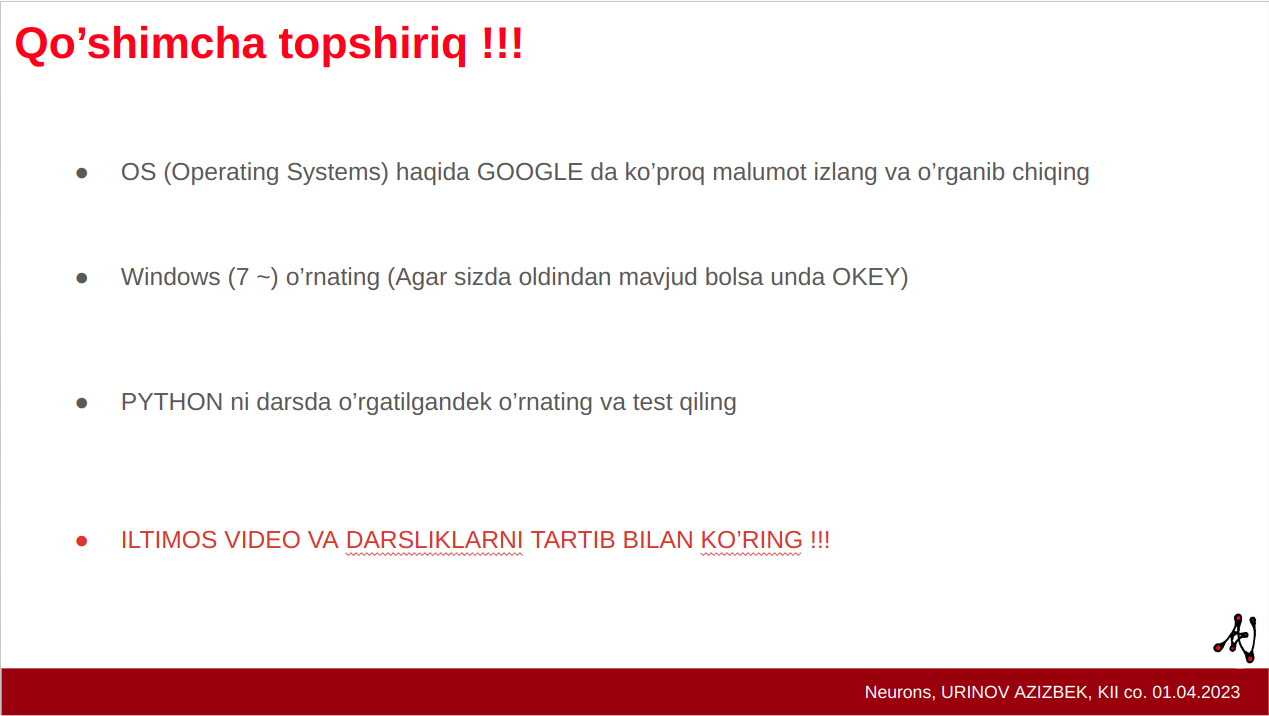 Qo’shimcha topshiriq !!!
● OS (Operating Systems) haqida GOOGLE da ko’proq malumot izlang va o’rganib chiqing
● Windows (7 ~) o’rnating (Agar sizda oldindan mavjud bolsa unda OKEY)
● PYTHON ni darsda o’rgatilgandek o’rnating va test qiling
● ILTIMOS VIDEO VA DARSLIKLARNI TARTIB BILAN KO’RING !!!
Neurons, URINOV AZIZBEK, KII co. 01.04.2023